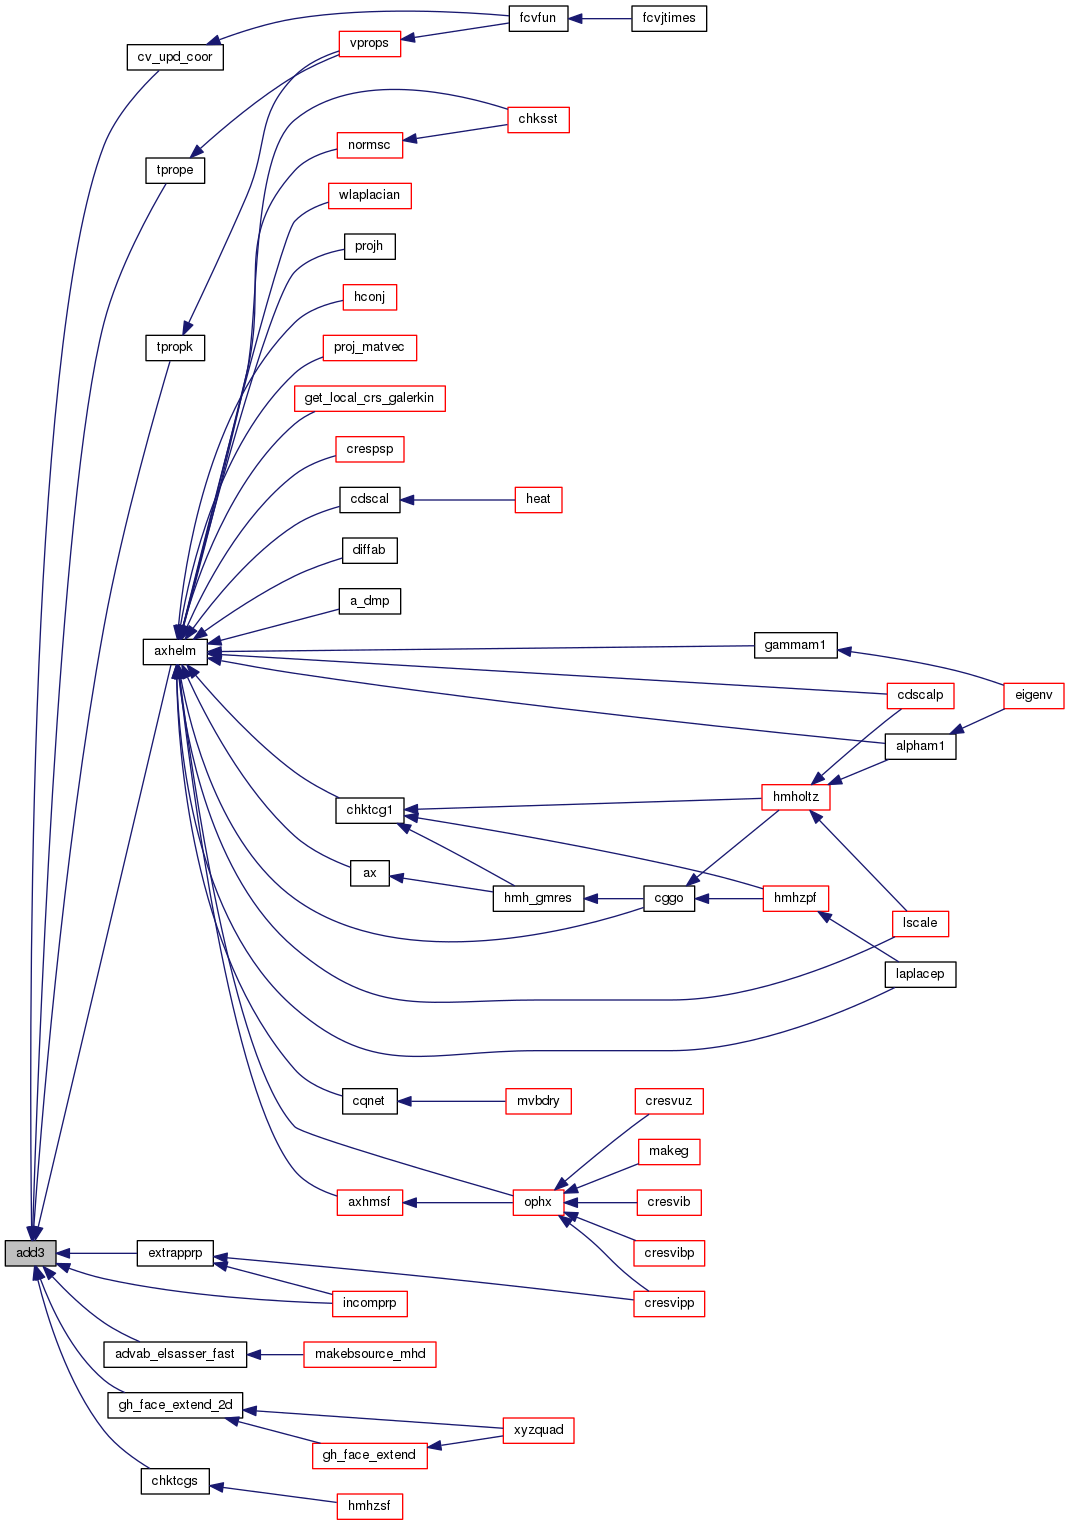 fcvfun
fcvjtimes
cv_upd_coor
vprops
chksst
normsc
tprope
wlaplacian
projh
hconj
tpropk
proj_matvec
get_local_crs_galerkin
crespsp
cdscal
heat
diffab
a_dmp
axhelm
gammam1
cdscalp
eigenv
alpham1
chktcg1
hmholtz
ax
hmh_gmres
cggo
hmhzpf
lscale
laplacep
cqnet
mvbdry
cresvuz
makeg
axhmsf
ophx
cresvib
add3
extrapprp
cresvibp
incomprp
cresvipp
advab_elsasser_fast
makebsource_mhd
gh_face_extend_2d
xyzquad
gh_face_extend
chktcgs
hmhzsf